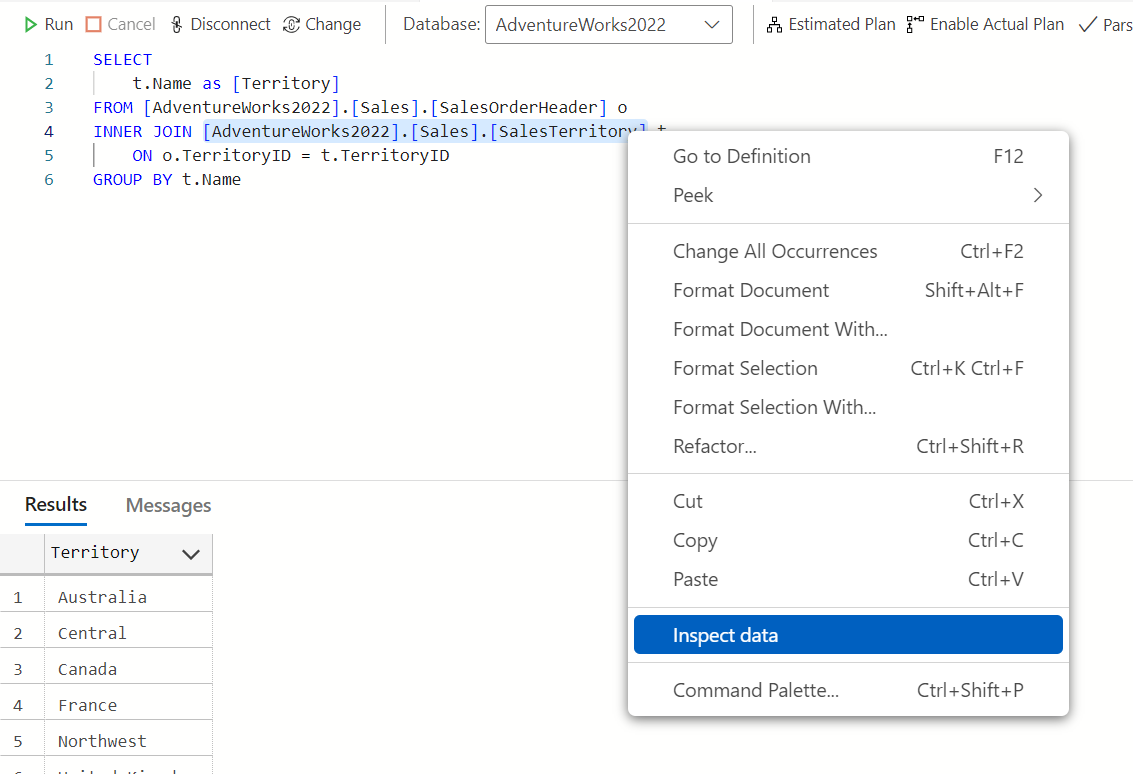 Run Cancel Disconnect Change Database: AdventureWorks2022 Estimated Plan Enable Actual Plan Pars
1 SELECT
2 t.Name as [Territory]
3 FROM [AdventureWorks2022].[Sales].[SalesOrderHeader] o
4 INNER JOIN [AdventureWorks2022].[Sales].[SalesTerritory] t
5 ON o.TerritoryID = t.TerritoryID
6 GROUP BY t.Name
Go to Definition F12
Peek
Change All Occurrences Ctrl+F2
Format Document Shift+Alt+F
Format Document With...
Format Selection Ctrl+K Ctrl+F
Format Selection With...
Refactor... Ctrl+Shift+R
Cut Ctrl+X
Copy Ctrl+C
Paste Ctrl+V
Inspect data
Command Palette... Ctrl+Shift+P
Results Messages
Territory
1 Australia
2 Central
3 Canada
4 France
5 Northwest